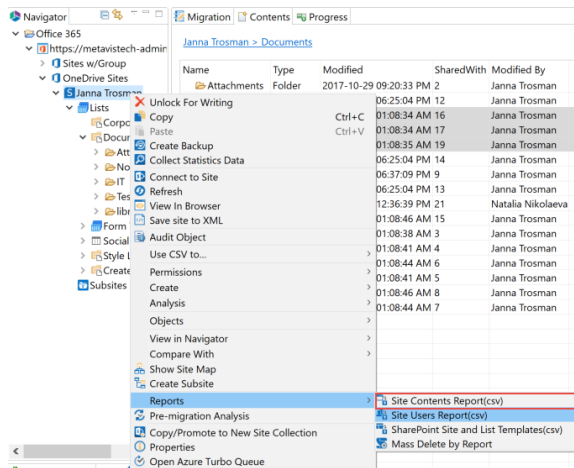 Navigator
Migration Contents Progress
Office 365
https://metavistech-admin
Sites w/Group
OneDrive Sites
Janna Trosman
Lists
Corpo
Docur
Att
No
IT
Tes
libr
Form
Social
Style L
Create
Subsites
Janna Trosman > Documents
Name Type Modified SharedWith Modified By
Attachments Folder 2017-10-29 09:20:33 PM 2 Janna Trosman
06:25:04 PM 12 Janna Trosman
01:08:34 AM 16 Janna Trosman
01:08:34 AM 17 Janna Trosman
01:08:35 AM 19 Janna Trosman
06:25:04 PM 14 Janna Trosman
06:37:09 PM 9 Janna Trosman
06:25:04 PM 13 Janna Trosman
12:36:39 PM 21 Natalia Nikolaeva
01:08:46 AM 15 Janna Trosman
01:08:38 AM 3 Janna Trosman
01:08:41 AM 4 Janna Trosman
01:08:44 AM 6 Janna Trosman
01:08:41 AM 5 Janna Trosman
01:08:46 AM 8 Janna Trosman
01:08:44 AM 7 Janna Trosman
Unlock For Writing
Copy Ctrl+C
Paste Ctrl+V
Create Backup
Collect Statistics Data
Connect to Site
Refresh
View In Browser
Save site to XML
Audit Object
Use CSV to...
Permissions
Create
Analysis
Objects
View in Navigator
Compare With
Show Site Map
Create Subsite
Reports
Pre-migration Analysis
Copy/Promote to New Site Collection
Properties
Open Azure Turbo Queue
Site Contents Report(csv)
Site Users Report(csv)
SharePoint Site and List Templates(csv)
Mass Delete by Report